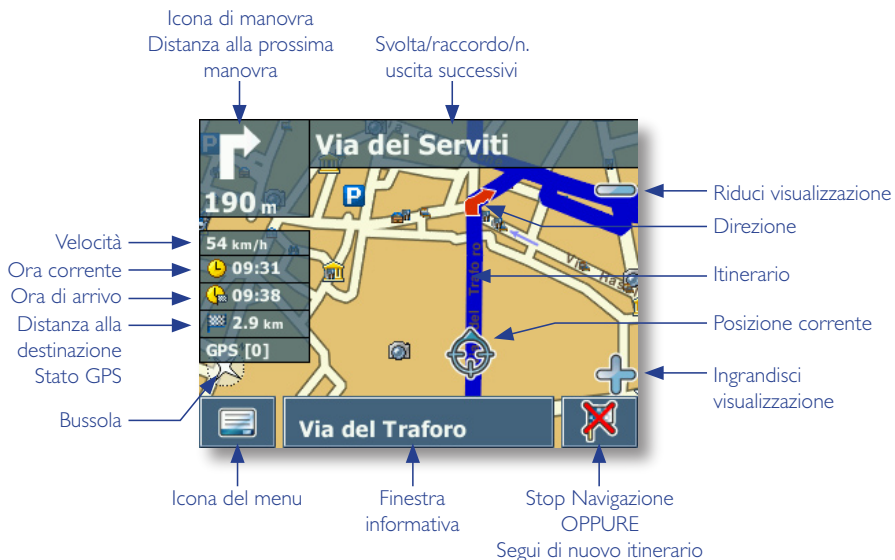 Icona di manovra
Distanza alla prossima
manovra
Svolta/raccordo/n.
uscita successivi
P
Via dei Serviti
190 m
P
Riduci visualizzazione
Direzione
Velocità
54 km/h
Ora corrente
09:31
Itinerario
Ora di arrivo
09:38
Distanza alla
destinazione
2.9 km
Posizione corrente
Stato GPS
GPS [0]
Ingrandisci
visualizzazione
Bussola
Via del Traforo
Icona del menu
Finestra
informativa
Stop Navigazione
OPPURE
Segui di nuovo itinerario